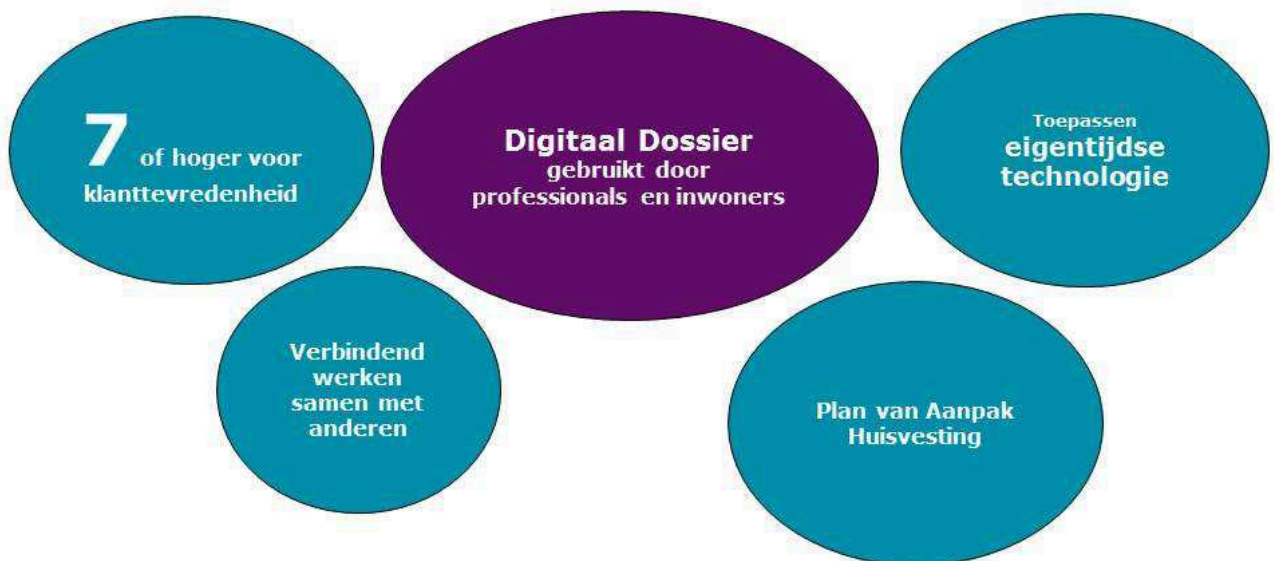 7 of hoger voor
klanttevredenheid
Digitaal Dossier
gebruikt door
professionals en inwoners
Toepassen
eigentijdse
technologie
Verbindend
werken
samen met
anderen
Plan van Aanpak
Huisvesting